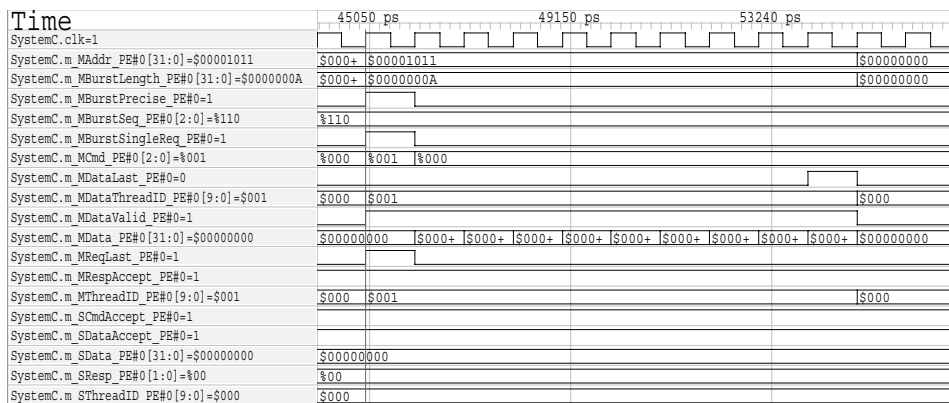 Time 45050 ps 49150 ps 53240 ps
SystemC.clk=1
SystemC.m_MAddr_PE#0[31:0]=$00001011 $000+ $00001011 $00000000
SystemC.m_MBurstLength_PE#0[31:0]=$0000000A $000+ $0000000A $00000000
SystemC.m_MBurstPrecise_PE#0=1
SystemC.m_MBurstSeq_PE#0[2:0]=%110 %110
SystemC.m_MBurstSingleReq_PE#0=1
SystemC.m_MCmd_PE#0[2:0]=%001 %000 %001 %000
SystemC.m_MDataLast_PE#0=0
SystemC.m_MDataThreadID_PE#0[9:0]=$001 $000 $001 $000
SystemC.m_MDataValid_PE#0=1
SystemC.m_MData_PE#0[31:0]=$00000000 $00000000 $000+ $000+ $000+ $000+ $000+ $000+ $000+ $000+ $000+ $00000000
SystemC.m_MReqLast_PE#0=1
SystemC.m_MRespAccept_PE#0=1
SystemC.m_MThreadID_PE#0[9:0]=$001 $000 $001 $000
SystemC.m_SCmdAccept_PE#0=1
SystemC.m_SDataAccept_PE#0=1
SystemC.m_SData_PE#0[31:0]=$00000000 $00000000
SystemC.m_SResp_PE#0[1:0]=%00 %00
SystemC.m_SThreadID_PE#0[9:0]=$000 $000